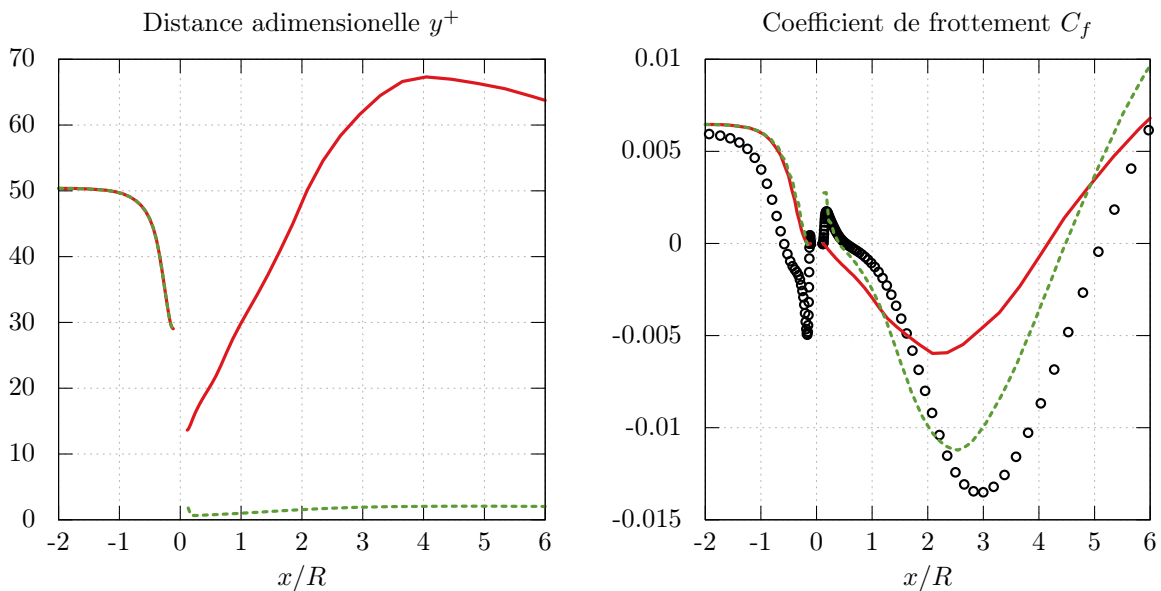 Distance adimensionelle y⁺
70
60
50
40
30
20
10
0
-2 -1 0 1 2 3 4 5 6
x/R
Coefficient de frottement C_f
0.01
0.005
0
-0.005
-0.01
-0.015
-2 -1 0 1 2 3 4 5 6
x/R